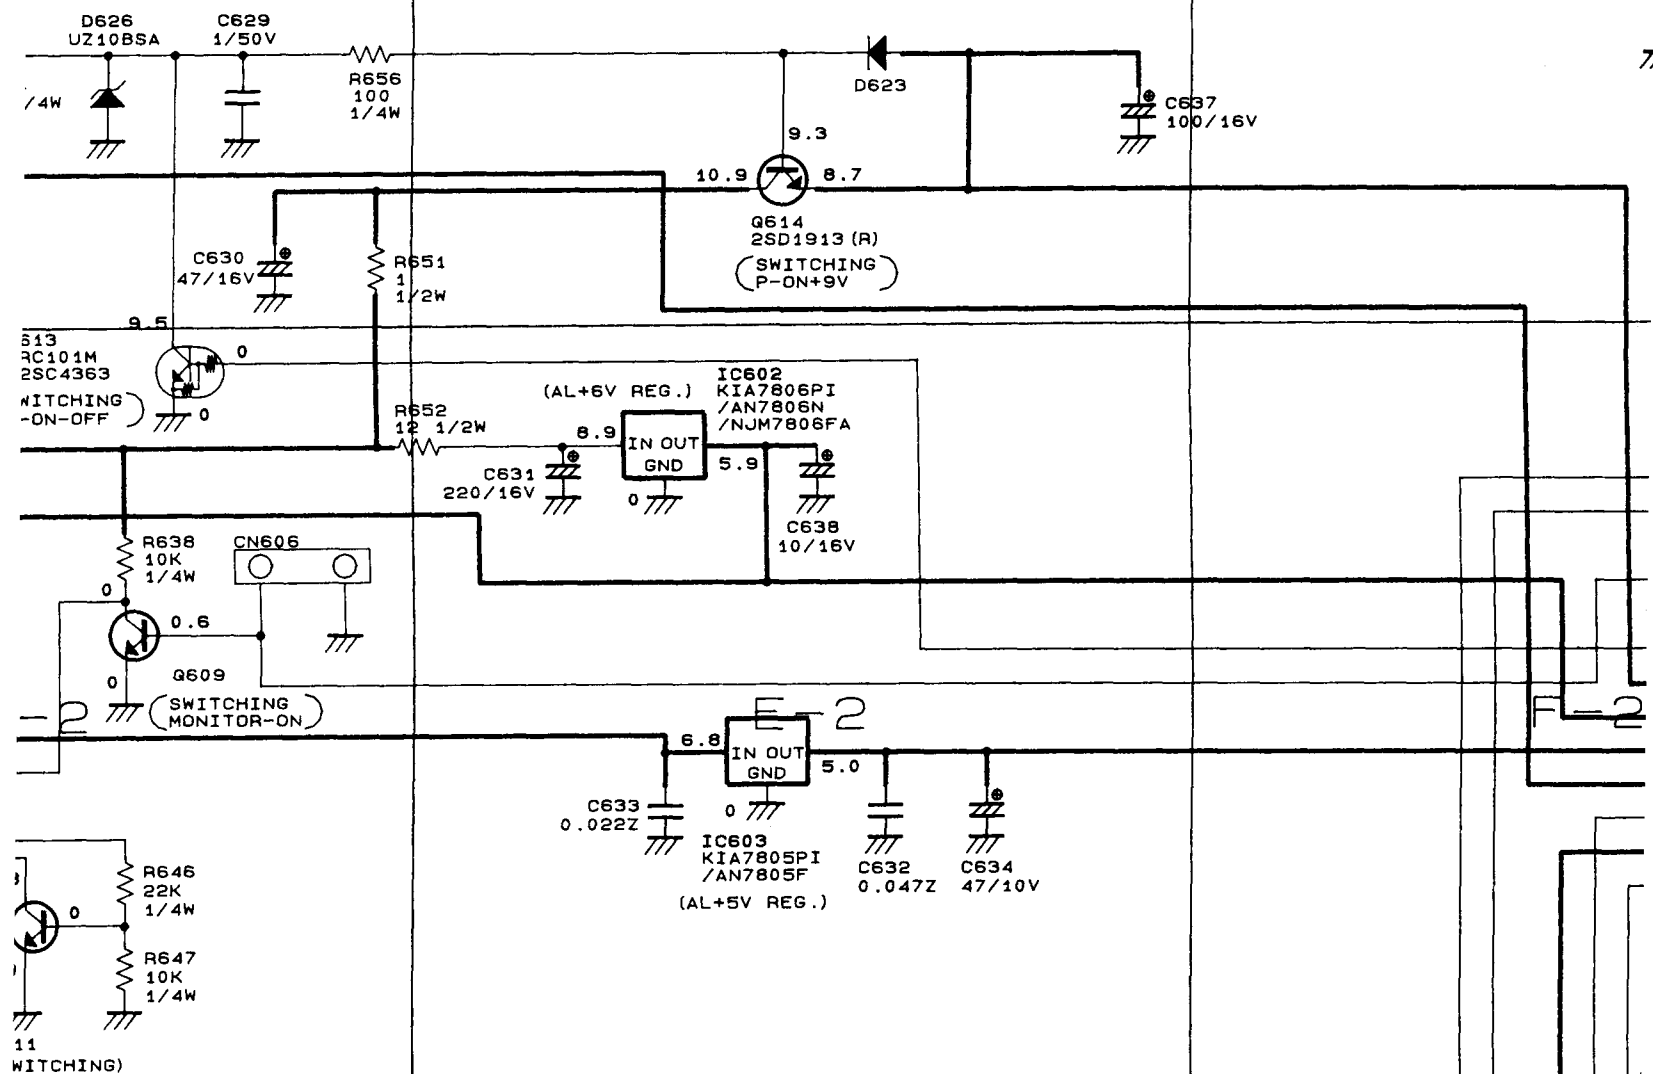 D626
UZ10BSA
C629
1/50V
/4W
R656
100
1/4W
D623
C637
100/16V
9.3
10.9
8.7
Q614
2SD1913(R)
(SWITCHING
P-ON+9V)
C630
47/16V
R651
1
1/2W
9.5
613
RC101M
2SC4363
WITCHING
-ON-OFF)
0
0
(AL+6V REG.)
IC602
KIA7806PI
/AN7806N
/NJM7806FA
R652
12 1/2W
8.9
IN OUT
GND
5.9
0
C631
220/16V
C638
10/16V
R638
10K
1/4W
CN606
0
0.6
0
Q609
(SWITCHING
MONITOR-ON)
-2
E-2
F-2
6.8
IN OUT
GND
5.0
0
C633
0.022Z
IC603
KIA7805PI
/AN7805F
(AL+5V REG.)
C632
0.047Z
C634
47/10V
R646
22K
1/4W
0
R647
10K
1/4W
11
WITCHING)